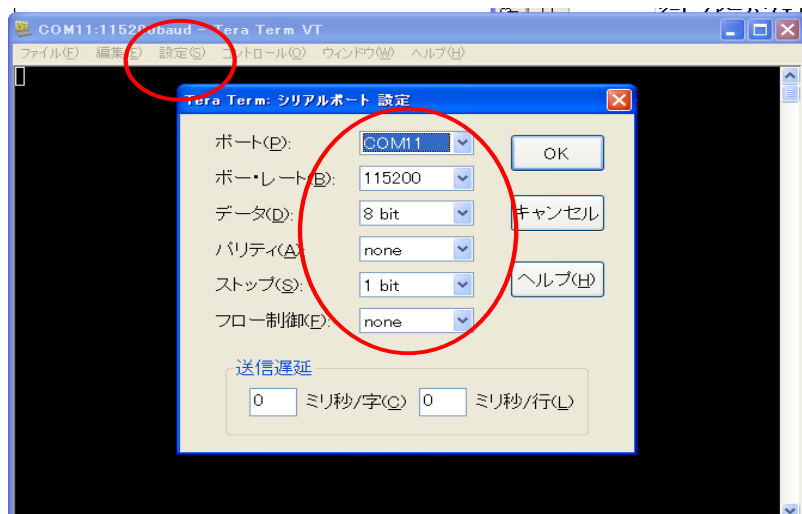 COM11:115200baud - Tera Term VT
ファイル(F) 編集(E) 設定(S) コントロール(O) ウィンドウ(W) ヘルプ(H)
Tera Term: シリアルポート 設定
ポート(P): COM11
OK
ボー・レート(B): 115200
データ(D): 8 bit
キャンセル
パリティ(A): none
ストップ(S): 1 bit
ヘルプ(H)
フロー制御(F): none
送信遅延
0 ミリ秒/字(C) 0 ミリ秒/行(L)